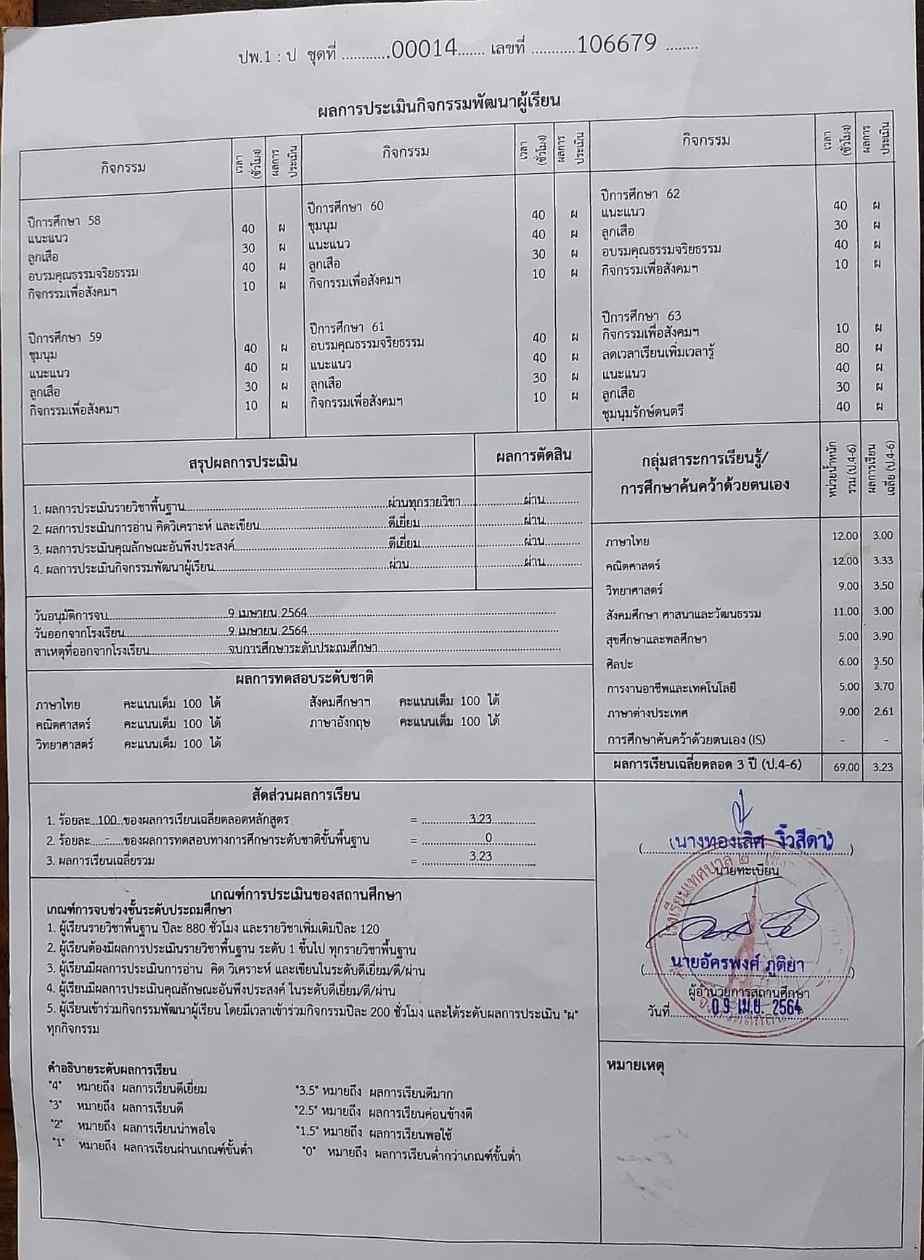 ปพ.1 : ป ชุดที่ ............00014....... เลขที่ ...........106679 ........
ผลการประเมินกิจกรรมพัฒนาผู้เรียน
กิจกรรม เวลา (ชั่วโมง) ผลการประเมิน กิจกรรม เวลา (ชั่วโมง) ผลการประเมิน กิจกรรม เวลา (ชั่วโมง) ผลการประเมิน
ปีการศึกษา 58
แนะแนว 40 ผ
ลูกเสือ 30 ผ
อบรมคุณธรรมจริยธรรม 40 ผ
กิจกรรมเพื่อสังคมฯ 10 ผ
ปีการศึกษา 59
ชุมนุม 40 ผ
แนะแนว 40 ผ
ลูกเสือ 30 ผ
กิจกรรมเพื่อสังคมฯ 10 ผ
ปีการศึกษา 60
ชุมนุม 40 ผ
แนะแนว 40 ผ
ลูกเสือ 30 ผ
กิจกรรมเพื่อสังคมฯ 10 ผ
ปีการศึกษา 61
อบรมคุณธรรมจริยธรรม 40 ผ
แนะแนว 40 ผ
ลูกเสือ 30 ผ
กิจกรรมเพื่อสังคมฯ 10 ผ
ปีการศึกษา 62
แนะแนว 40 ผ
ลูกเสือ 30 ผ
อบรมคุณธรรมจริยธรรม 40 ผ
กิจกรรมเพื่อสังคมฯ 10 ผ
ปีการศึกษา 63
กิจกรรมเพื่อสังคมฯ 10 ผ
ลดเวลาเรียนเพิ่มเวลารู้ 80 ผ
แนะแนว 40 ผ
ลูกเสือ 30 ผ
ชุมนุมรักษ์ดนตรี 40 ผ
สรุปผลการประเมิน ผลการตัดสิน
1. ผลการประเมินรายวิชาพื้นฐาน ผ่านทุกรายวิชา ผ่าน
2. ผลการประเมินการอ่าน คิดวิเคราะห์ และเขียน ดีเยี่ยม ผ่าน
3. ผลการประเมินคุณลักษณะอันพึงประสงค์ ดีเยี่ยม ผ่าน
4. ผลการประเมินกิจกรรมพัฒนาผู้เรียน ผ่าน ผ่าน
วันอนุมัติการจบ 9 เมษายน 2564
วันออกจากโรงเรียน 9 เมษายน 2564
สาเหตุที่ออกจากโรงเรียน จบการศึกษาระดับประถมศึกษา
ผลการทดสอบระดับชาติ
ภาษาไทย คะแนนเต็ม 100 ได้ สังคมศึกษาฯ คะแนนเต็ม 100 ได้
คณิตศาสตร์ คะแนนเต็ม 100 ได้ ภาษาอังกฤษ คะแนนเต็ม 100 ได้
วิทยาศาสตร์ คะแนนเต็ม 100 ได้
กลุ่มสาระการเรียนรู้/
การศึกษาค้นคว้าด้วยตนเอง
หน่วยน้ำหนัก รวม (ป.4-6) ผลการเรียน เฉลี่ย (ป.4-6)
ภาษาไทย 12.00 3.00
คณิตศาสตร์ 12.00 3.33
วิทยาศาสตร์ 9.00 3.50
สังคมศึกษา ศาสนาและวัฒนธรรม 11.00 3.00
สุขศึกษาและพลศึกษา 5.00 3.90
ศิลปะ 6.00 3.50
การงานอาชีพและเทคโนโลยี 5.00 3.70
ภาษาต่างประเทศ 9.00 2.61
การศึกษาค้นคว้าด้วยตนเอง (IS) - -
ผลการเรียนเฉลี่ยตลอด 3 ปี (ป.4-6) 69.00 3.23
สัดส่วนผลการเรียน
1. ร้อยละ...100...ของผลการเรียนเฉลี่ยตลอดหลักสูตร = 3.23
2. ร้อยละ.....-.....ของผลการทดสอบทางการศึกษาระดับชาติขั้นพื้นฐาน = 0
3. ผลการเรียนเฉลี่ยรวม = 3.23
เกณฑ์การประเมินของสถานศึกษา
เกณฑ์การจบช่วงชั้นระดับประถมศึกษา
1. ผู้เรียนรายวิชาพื้นฐาน ปีละ 880 ชั่วโมง และรายวิชาเพิ่มเติมปีละ 120
2. ผู้เรียนต้องมีผลการประเมินรายวิชาพื้นฐาน ระดับ 1 ขึ้นไป ทุกรายวิชาพื้นฐาน
3. ผู้เรียนมีผลการประเมินการอ่าน คิด วิเคราะห์ และเขียนในระดับดีเยี่ยม/ดี/ผ่าน
4. ผู้เรียนมีผลการประเมินคุณลักษณะอันพึงประสงค์ ในระดับดีเยี่ยม/ดี/ผ่าน
5. ผู้เรียนเข้าร่วมกิจกรรมพัฒนาผู้เรียน โดยมีเวลาเข้าร่วมกิจกรรมปีละ 200 ชั่วโมง และได้ระดับผลการประเมิน "ผ"
ทุกกิจกรรม
คำอธิบายระดับผลการเรียน
"4" หมายถึง ผลการเรียนดีเยี่ยม "3.5" หมายถึง ผลการเรียนดีมาก
"3" หมายถึง ผลการเรียนดี "2.5" หมายถึง ผลการเรียนค่อนข้างดี
"2" หมายถึง ผลการเรียนน่าพอใจ "1.5" หมายถึง ผลการเรียนพอใช้
"1" หมายถึง ผลการเรียนผ่านเกณฑ์ขั้นต่ำ "0" หมายถึง ผลการเรียนต่ำกว่าเกณฑ์ขั้นต่ำ
(นางทองเลิศ งิ้วสีดา)
นายทะเบียน
โรงเรียนเทศบาล ๒
(นายอัครพงศ์ ภูติยา)
ผู้อำนวยการสถานศึกษา
วันที่ 09 เม.ย. 2564
หมายเหตุ